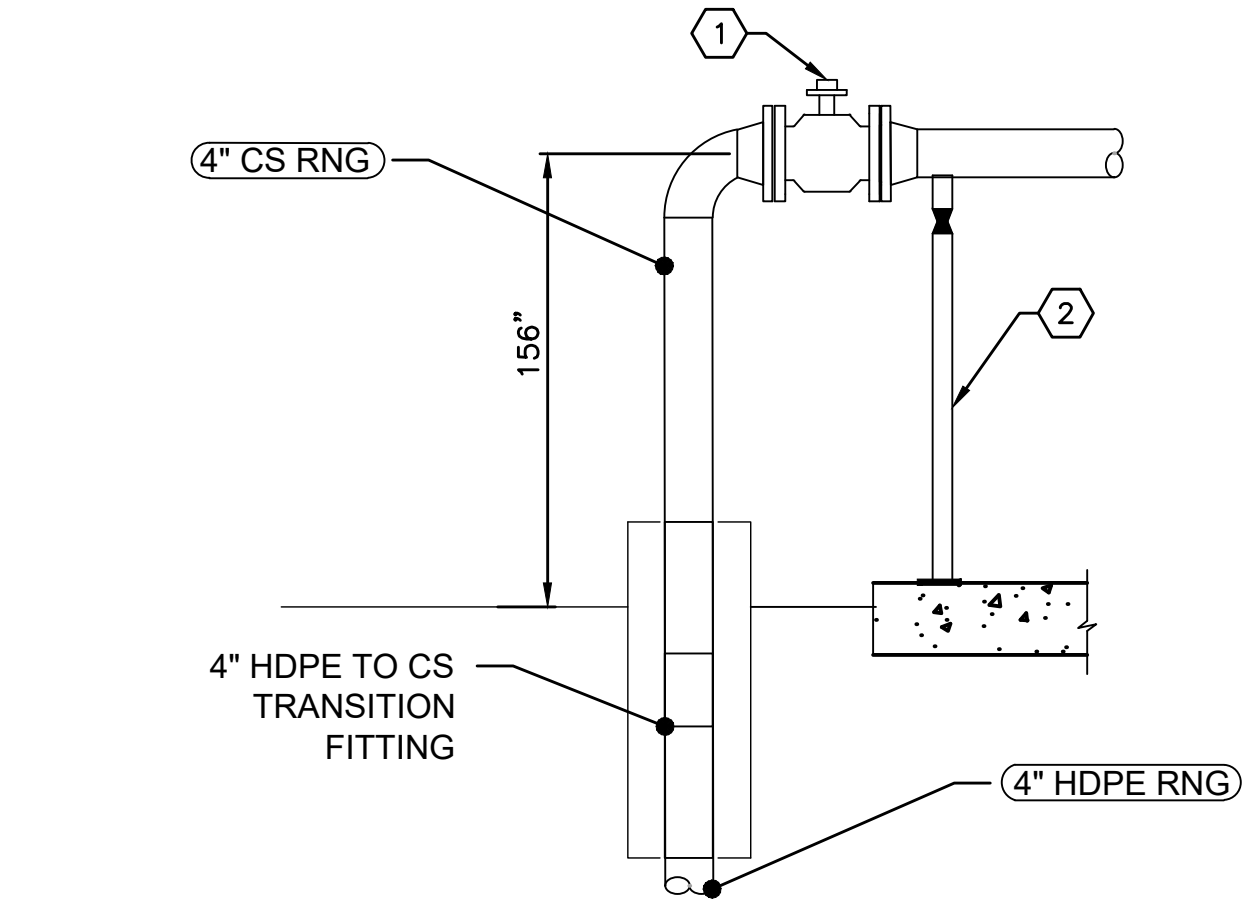 1
4" CS RNG
156”
2
4" HDPE TO CS
TRANSITION
FITTING
4" HDPE RNG